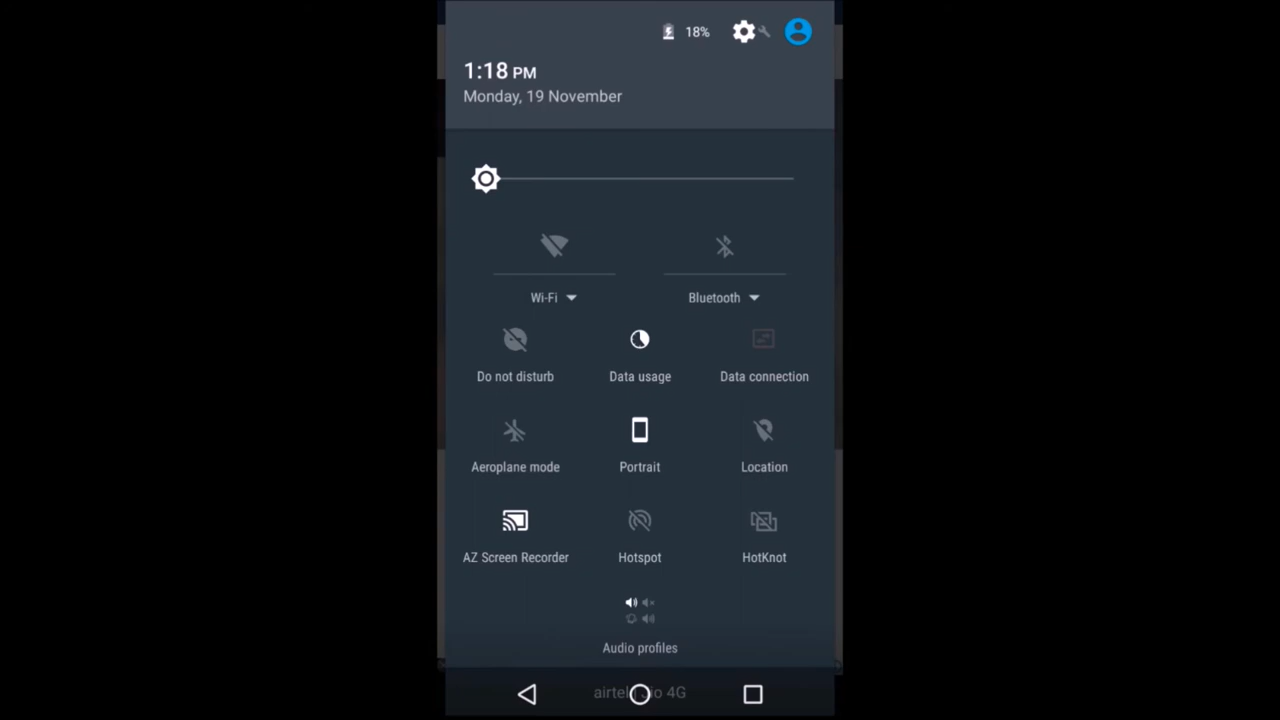 18%
1:18 PM
Monday, 19 November
Wi-Fi Bluetooth
Do not disturb Data usage Data connection
Aeroplane mode Portrait Location
AZ Screen Recorder Hotspot HotKnot
Audio profiles
airtel 4G